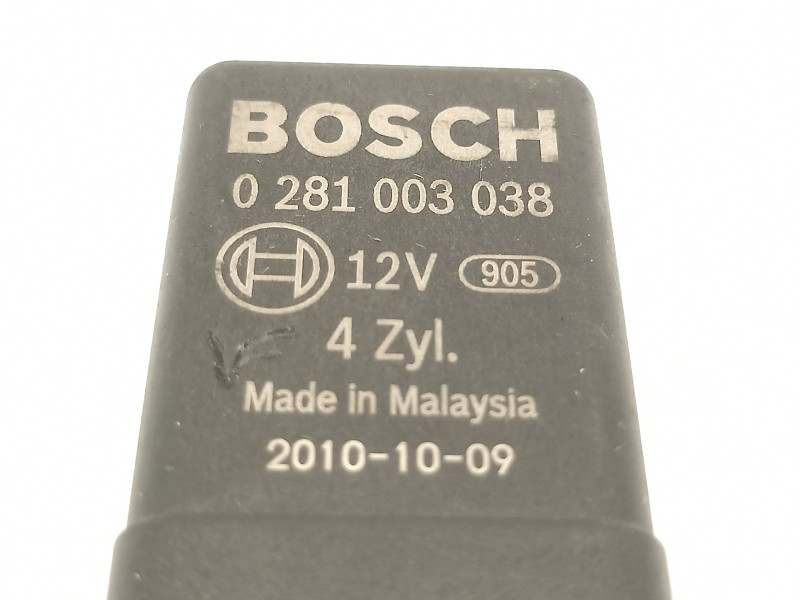 BOSCH
0 281 003 038
12V 905
4 Zyl.
Made in Malaysia
2010-10-09